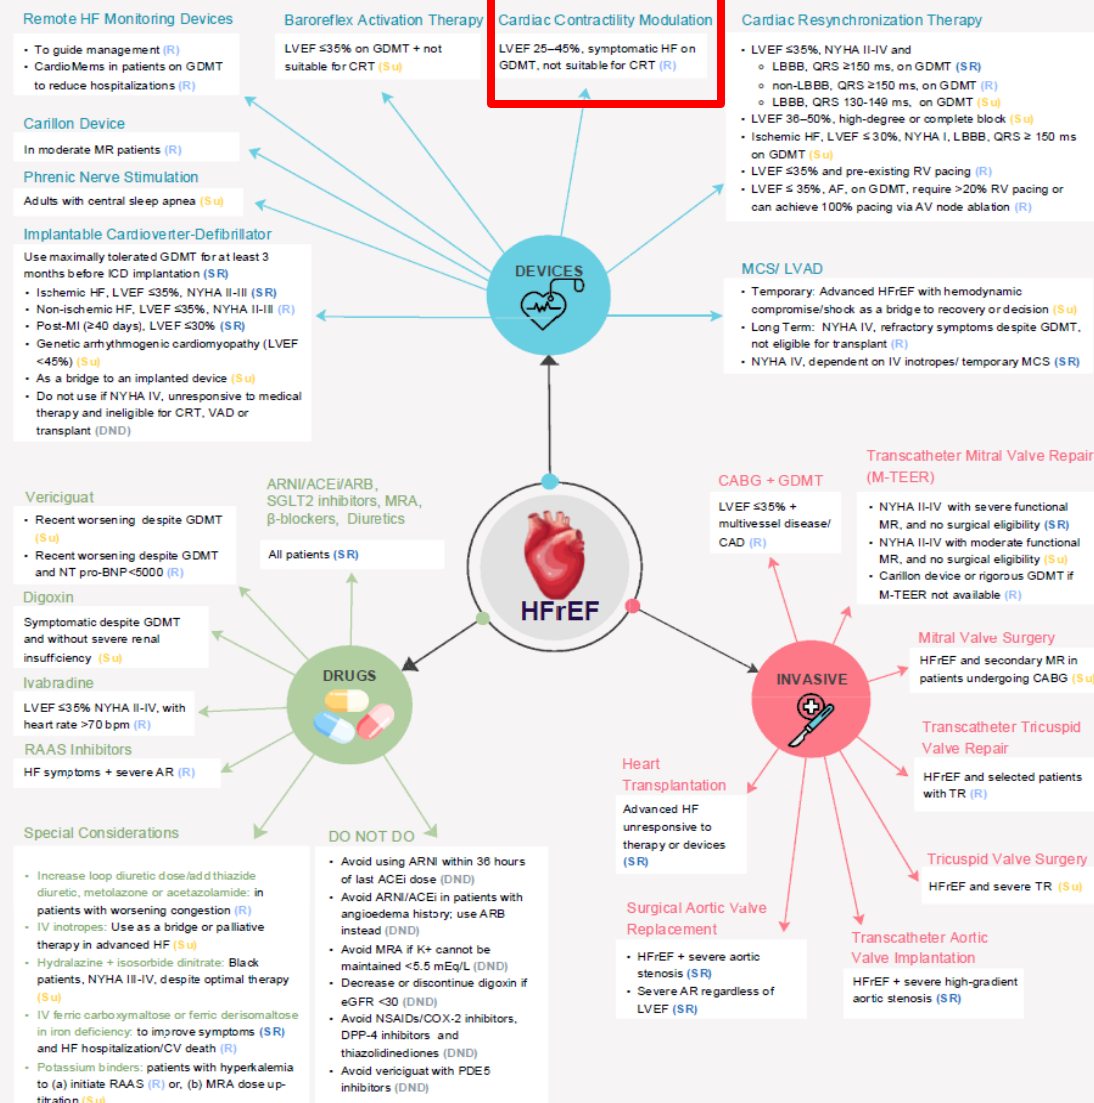 Remote HF Monitoring Devices
• To guide management (R)
• CardioMems in patients on GDMT
to reduce hospitalizations (R)
Carillon Device
In moderate MR patients (R)
Phrenic Nerve Stimulation
Adults with central sleep apnea (Su)
Implantable Cardioverter-Defibrillator
Use maximally tolerated GDMT for at least 3
months before ICD implantation (SR)
• Ischemic HF, LVEF ≤35%, NYHA II-III (SR)
• Non-ischemic HF, LVEF ≤35%, NYHA II-III (R)
• Post-MI (≥40 days), LVEF ≤30% (SR)
• Genetic arrhythmogenic cardiomyopathy (LVEF
<45%) (Su)
• As a bridge to an implanted device (Su)
• Do not use if NYHA IV, unresponsive to medical
therapy and ineligible for CRT, VAD or
transplant (DND)
Baroreflex Activation Therapy
LVEF ≤35% on GDMT + not
suitable for CRT (Su)
Cardiac Contractility Modulation
LVEF 25–45%, symptomatic HF on
GDMT, not suitable for CRT (R)
Cardiac Resynchronization Therapy
• LVEF ≤35%, NYHA II-IV and
○ LBBB, QRS ≥150 ms, on GDMT (SR)
○ non-LBBB, QRS ≥150 ms, on GDMT (R)
○ LBBB, QRS 130-149 ms, on GDMT (Su)
• LVEF 36–50%, high-degree or complete block (Su)
• Ischemic HF, LVEF ≤ 30%, NYHA I, LBBB, QRS ≥ 150 ms
on GDMT (Su)
• LVEF ≤35% and pre-existing RV pacing (R)
• LVEF ≤ 35%, AF, on GDMT, require >20% RV pacing or
can achieve 100% pacing via AV node ablation (R)
DEVICES
MCS/ LVAD
• Temporary: Advanced HFrEF with hemodynamic
compromise/shock as a bridge to recovery or decision (Su)
• Long Term: NYHA IV, refractory symptoms despite GDMT,
not eligible for transplant (R)
• NYHA IV, dependent on IV inotropes/ temporary MCS (SR)
HFrEF
Vericiguat
• Recent worsening despite GDMT
(Su)
• Recent worsening despite GDMT
and NT pro-BNP<5000 (R)
ARNI/ACEi/ARB,
SGLT2 inhibitors, MRA,
β-blockers, Diuretics
All patients (SR)
Digoxin
Symptomatic despite GDMT
and without severe renal
insufficiency (Su)
Ivabradine
LVEF ≤35% NYHA II-IV, with
heart rate >70 bpm (R)
RAAS Inhibitors
HF symptoms + severe AR (R)
DRUGS
Special Considerations
• Increase loop diuretic dose/add thiazide
diuretic, metolazone or acetazolamide: in
patients with worsening congestion (R)
• IV inotropes: Use as a bridge or palliative
therapy in advanced HF (Su)
• Hydralazine + isosorbide dinitrate: Black
patients, NYHA III-IV, despite optimal therapy
(Su)
• IV ferric carboxymaltose or ferric derisomaltose
in iron deficiency: to improve symptoms (SR)
and HF hospitalization/CV death (R)
• Potassium binders: patients with hyperkalemia
to (a) initiate RAAS (R) or, (b) MRA dose up-
titration (Su)
DO NOT DO
• Avoid using ARNI within 36 hours
of last ACEi dose (DND)
• Avoid ARNI/ACEi in patients with
angioedema history; use ARB
instead (DND)
• Avoid MRA if K+ cannot be
maintained <5.5 mEq/L (DND)
• Decrease or discontinue digoxin if
eGFR <30 (DND)
• Avoid NSAIDs/COX-2 inhibitors,
DPP-4 inhibitors and
thiazolidinediones (DND)
• Avoid vericiguat with PDE5
inhibitors (DND)
CABG + GDMT
LVEF ≤35% +
multivessel disease/
CAD (R)
Transcatheter Mitral Valve Repair
(M-TEER)
• NYHA II-IV with severe functional
MR, and no surgical eligibility (SR)
• NYHA II-IV with moderate functional
MR, and no surgical eligibility (Su)
• Carillon device or rigorous GDMT if
M-TEER not available (R)
INVASIVE
Mitral Valve Surgery
HFrEF and secondary MR in
patients undergoing CABG (Su)
Transcatheter Tricuspid
Valve Repair
HFrEF and selected patients
with TR (R)
Tricuspid Valve Surgery
HFrEF and severe TR (Su)
Heart
Transplantation
Advanced HF
unresponsive to
therapy or devices
(SR)
Surgical Aortic Valve
Replacement
• HFrEF + severe aortic
stenosis (SR)
• Severe AR regardless of
LVEF (SR)
Transcatheter Aortic
Valve Implantation
HFrEF + severe high-gradient
aortic stenosis (SR)